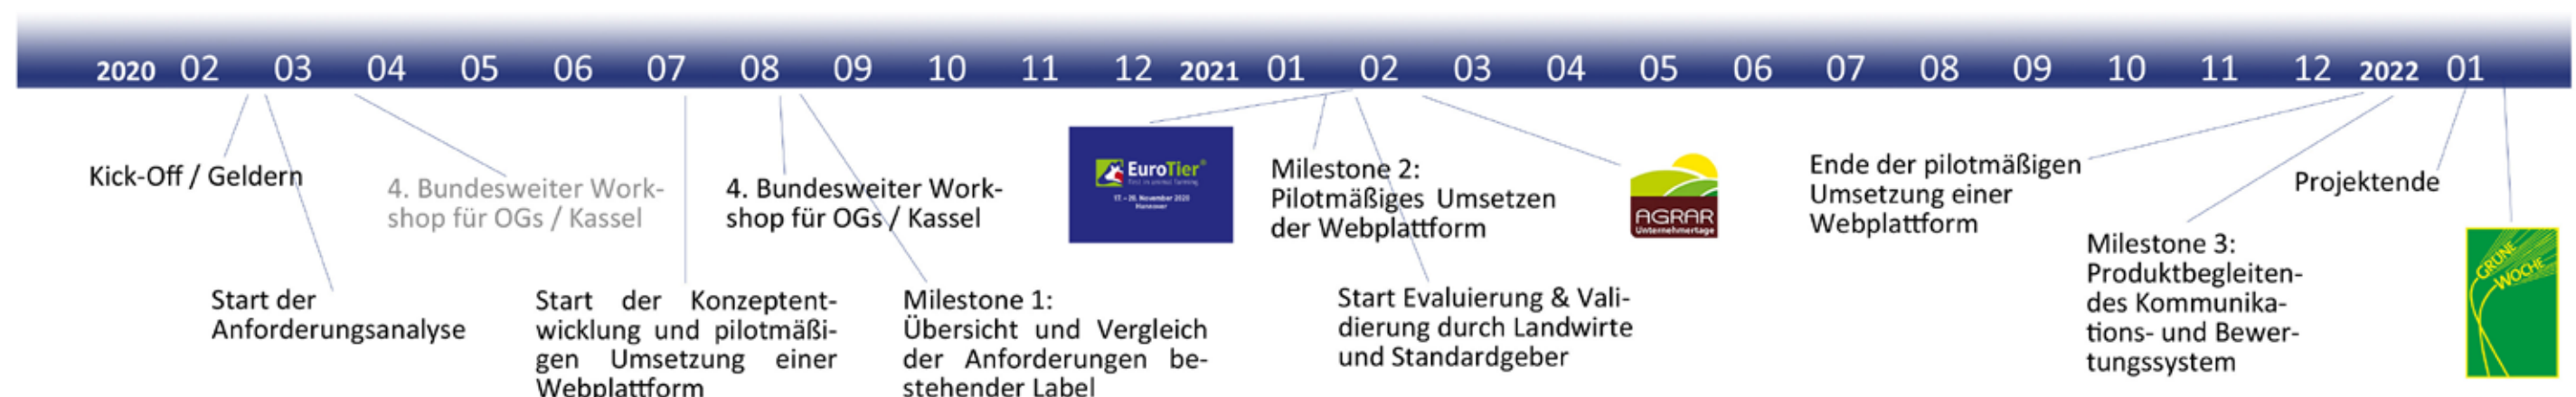 2020 02 03 04 05 06 07 08 09 10 11 12 2021 01 02 03 04 05 06 07 08 09 10 11 12 2022 01
Kick-Off / Geldern
Start der
Anforderungsanalyse
4. Bundesweiter Work-
shop für OGs / Kassel
Start der Konzeptent-
wicklung und pilotmäßi-
gen Umsetzung einer
Webplattform
4. Bundesweiter Work-
shop für OGs / Kassel
Milestone 1:
Übersicht und Vergleich
der Anforderungen be-
stehender Label
EuroTier®
Hannover
Milestone 2:
Pilotmäßiges Umsetzen
der Webplattform
Start Evaluierung & Vali-
dierung durch Landwirte
und Standardgeber
AGRAR
Unternehmertage
Ende der pilotmäßigen
Umsetzung einer
Webplattform
Milestone 3:
Produktbegleiten-
des Kommunika-
tions- und Bewer-
tungssystem
Projektende
GRÜNE
WOCHE